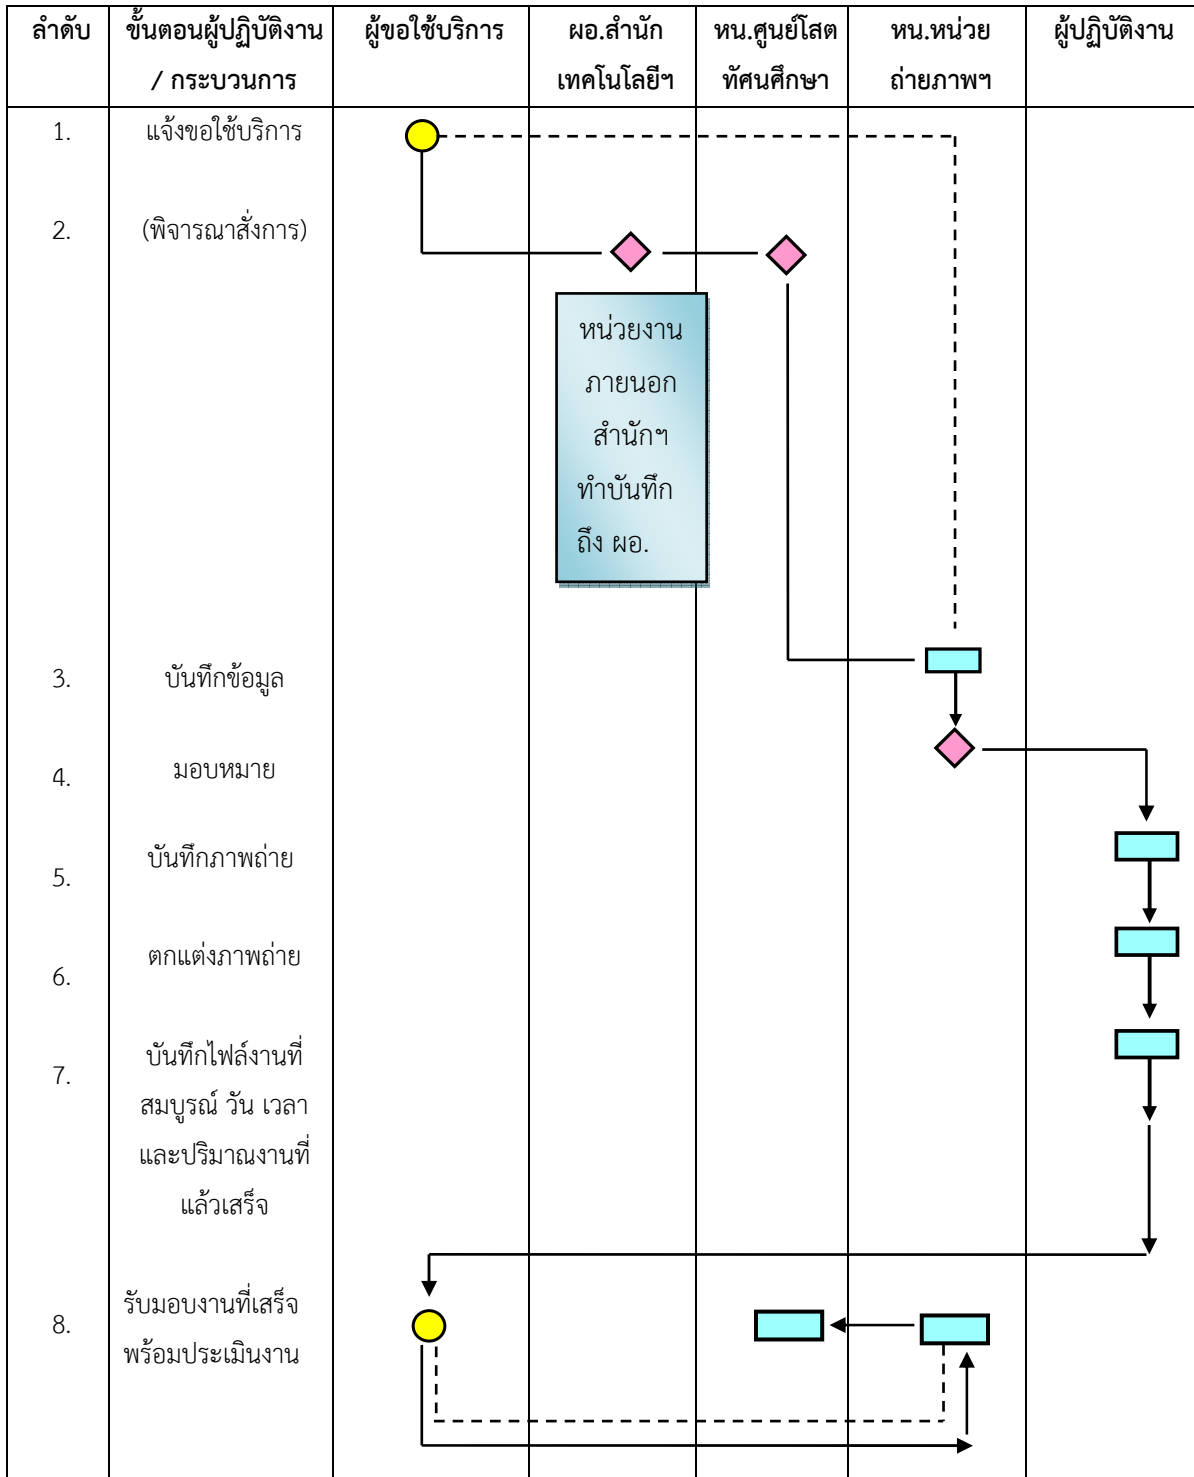 ลำดับ ขั้นตอนผู้ปฏิบัติงาน ผู้ขอใช้บริการ ผอ.สำนัก หน.ศูนย์โสต หน.หน่วย ผู้ปฏิบัติงาน
/ กระบวนการ เทคโนโลยีฯ ทัศนศึกษา ถ่ายภาพฯ
1. แจ้งขอใช้บริการ
2. (พิจารณาสั่งการ)
หน่วยงาน
ภายนอก
สำนักฯ
ทำบันทึก
ถึง ผอ.
3. บันทึกข้อมูล
4. มอบหมาย
5. บันทึกภาพถ่าย
6. ตกแต่งภาพถ่าย
7. บันทึกไฟล์งานที่
สมบูรณ์ วัน เวลา
และปริมาณงานที่
แล้วเสร็จ
8. รับมอบงานที่เสร็จ
พร้อมประเมินงาน